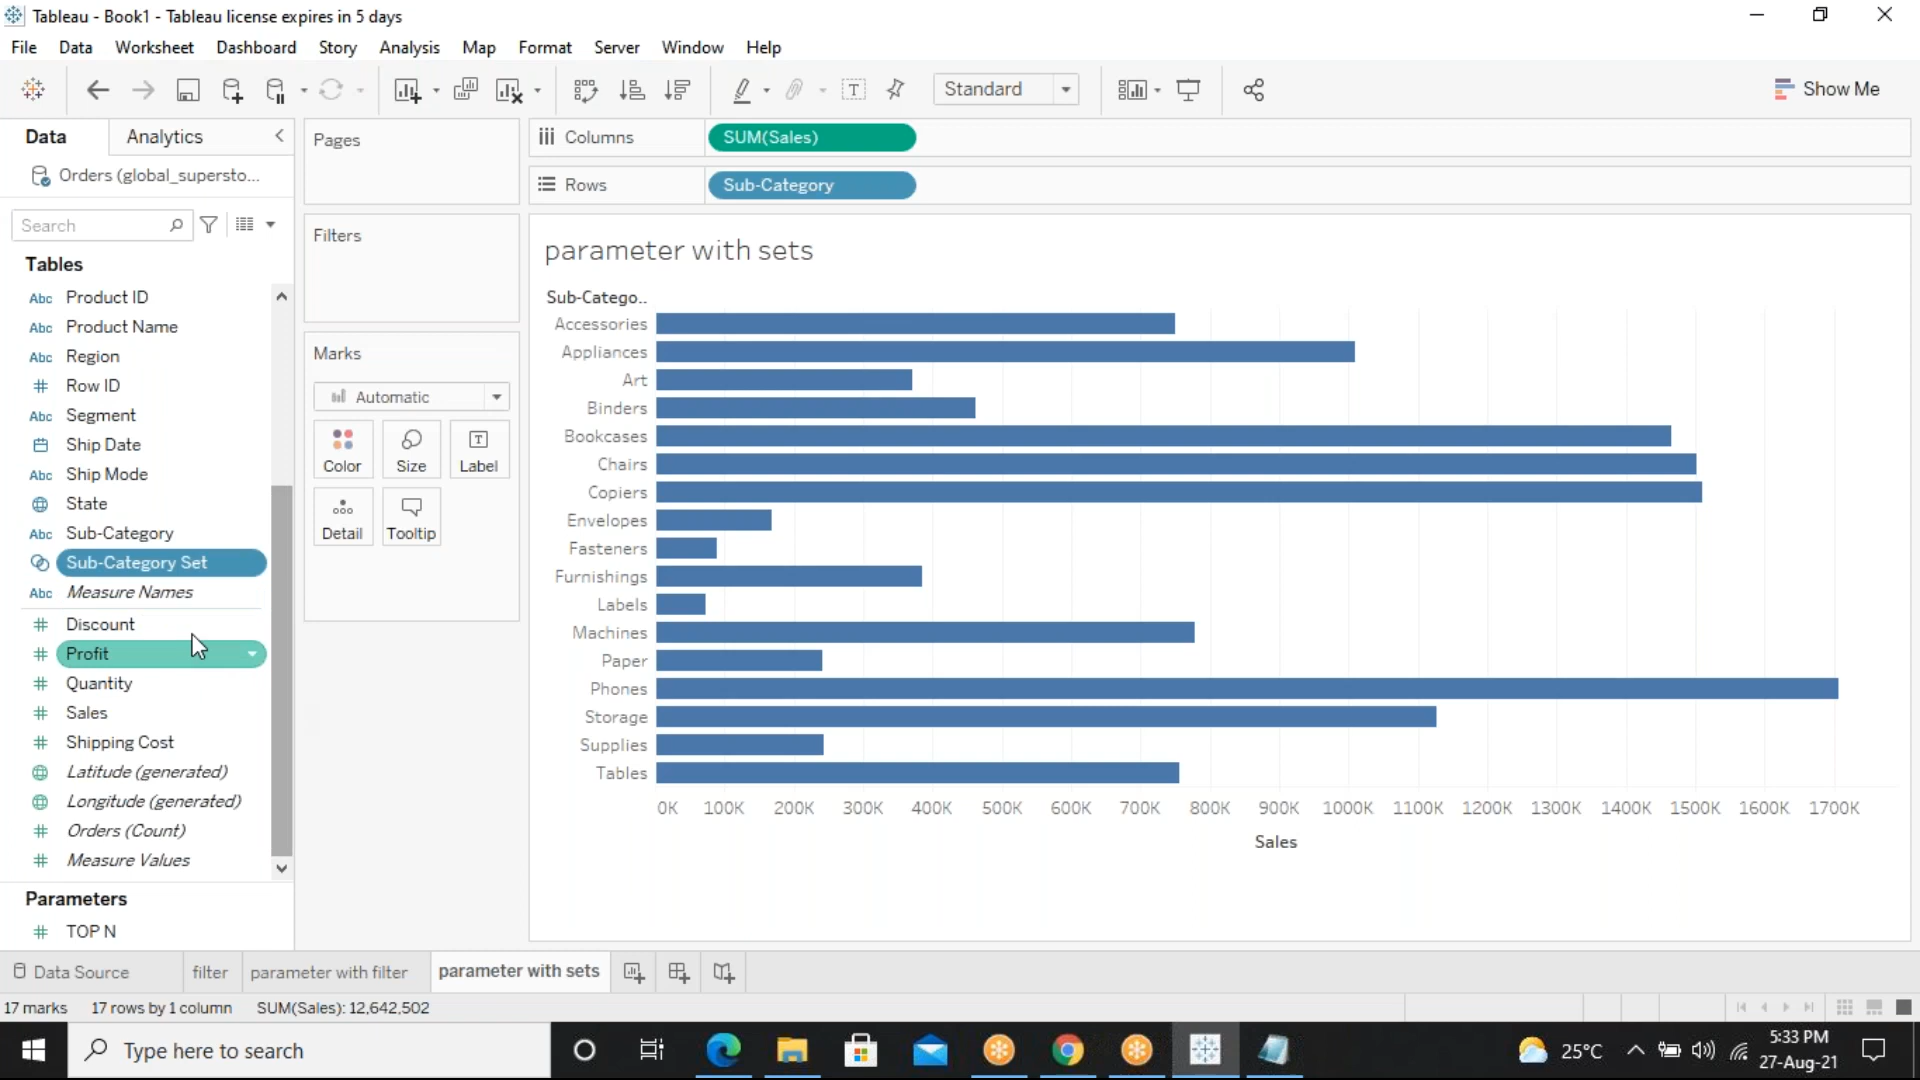 Tableau - Book1 - Tableau license expires in 5 days
File Data Worksheet Dashboard Story Analysis Map Format Server Window Help
Standard
Show Me
Data Analytics
Orders (global_supersto...
Search
Tables
Abc Product ID
Abc Product Name
Abc Region
# Row ID
Abc Segment
Ship Date
Abc Ship Mode
State
Abc Sub-Category
Sub-Category Set
Abc Measure Names
# Discount
# Profit
# Quantity
# Sales
# Shipping Cost
Latitude (generated)
Longitude (generated)
# Orders (Count)
# Measure Values
Parameters
# TOP N
Pages
Filters
Marks
Automatic
Color Size Label
Detail Tooltip
Columns SUM(Sales)
Rows Sub-Category
parameter with sets
Sub-Catego..
Accessories
Appliances
Art
Binders
Bookcases
Chairs
Copiers
Envelopes
Fasteners
Furnishings
Labels
Machines
Paper
Phones
Storage
Supplies
Tables
0K 100K 200K 300K 400K 500K 600K 700K 800K 900K 1000K 1100K 1200K 1300K 1400K 1500K 1600K 1700K
Sales
Data Source filter parameter with filter parameter with sets
17 marks 17 rows by 1 column SUM(Sales): 12,642,502
Type here to search
25°C
5:33 PM
27-Aug-21